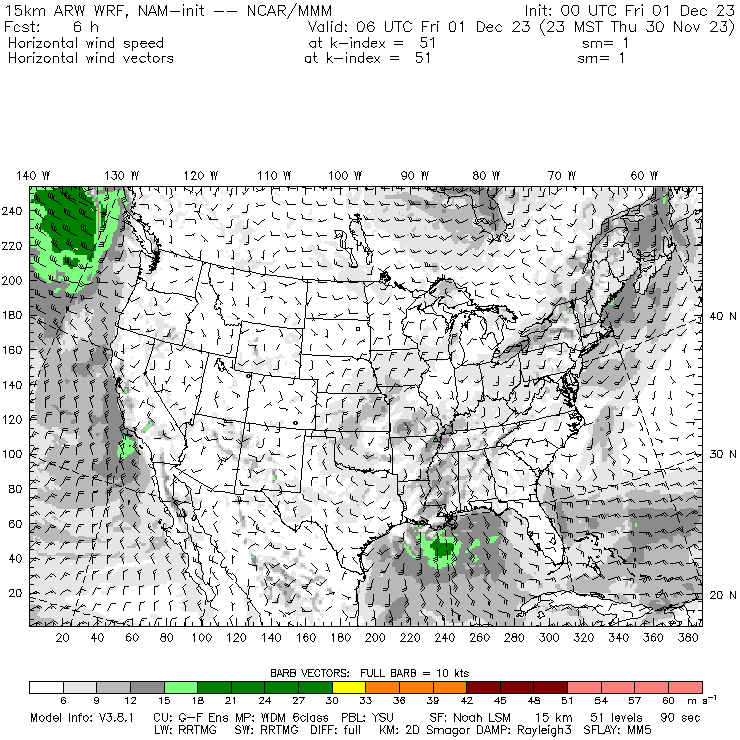 15km ARW WRF, NAM-init -- NCAR/MMM Init: 00 UTC Fri 01 Dec 23
Fcst: 6 h Valid: 06 UTC Fri 01 Dec 23 (23 MST Thu 30 Nov 23)
Horizontal wind speed at k-index = 51 sm= 1
Horizontal wind vectors at k-index = 51 sm= 1
140 W 130 W 120 W 110 W 100 W 90 W 80 W 70 W 60 W
240
220
200
180 40 N
160
140
120
100 30 N
80
60
40
20 20 N
20 40 60 80 100 120 140 160 180 200 220 240 260 280 300 320 340 360 380
BARB VECTORS: FULL BARB = 10 kts
6 9 12 15 18 21 24 27 30 33 36 39 42 45 48 51 54 57 60 m s-1
Model Info: V3.8.1 CU: G-F Ens MP: WDM 6class PBL: YSU SF: Noah LSM 15 km 51 levels 90 sec
LW: RRTMG SW: RRTMG DIFF: full KM: 2D Smagor DAMP: Rayleigh3 SFLAY: MM5